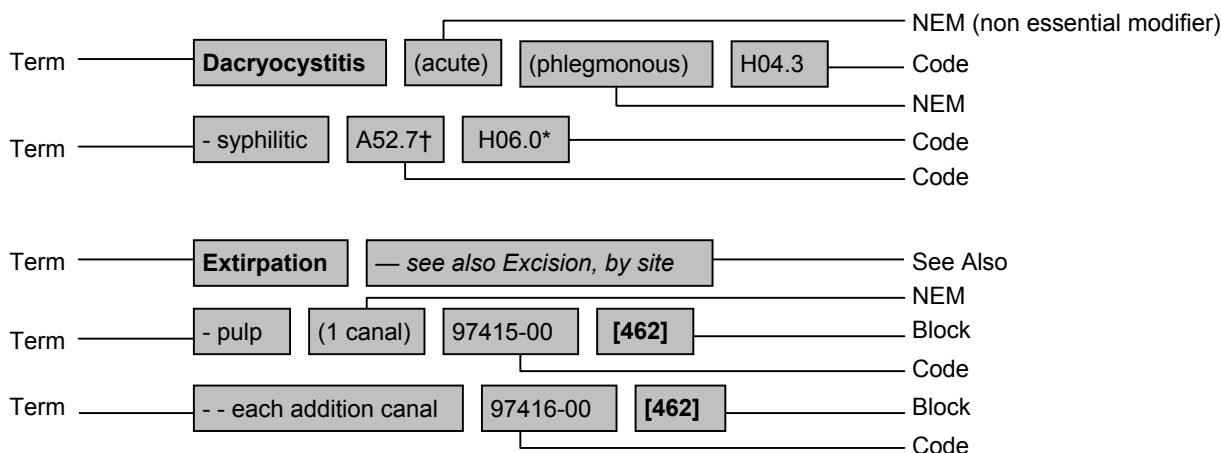 NEM (non essential modifier)
Term Dacryocystitis (acute) (phlegmonous) H04.3 Code
NEM
Term - syphilitic A52.7† H06.0* Code
Code
Term Extirpation — see also Excision, by site See Also
NEM
Term - pulp (1 canal) 97415-00 [462] Block
Code
Term - - each addition canal 97416-00 [462] Block
Code